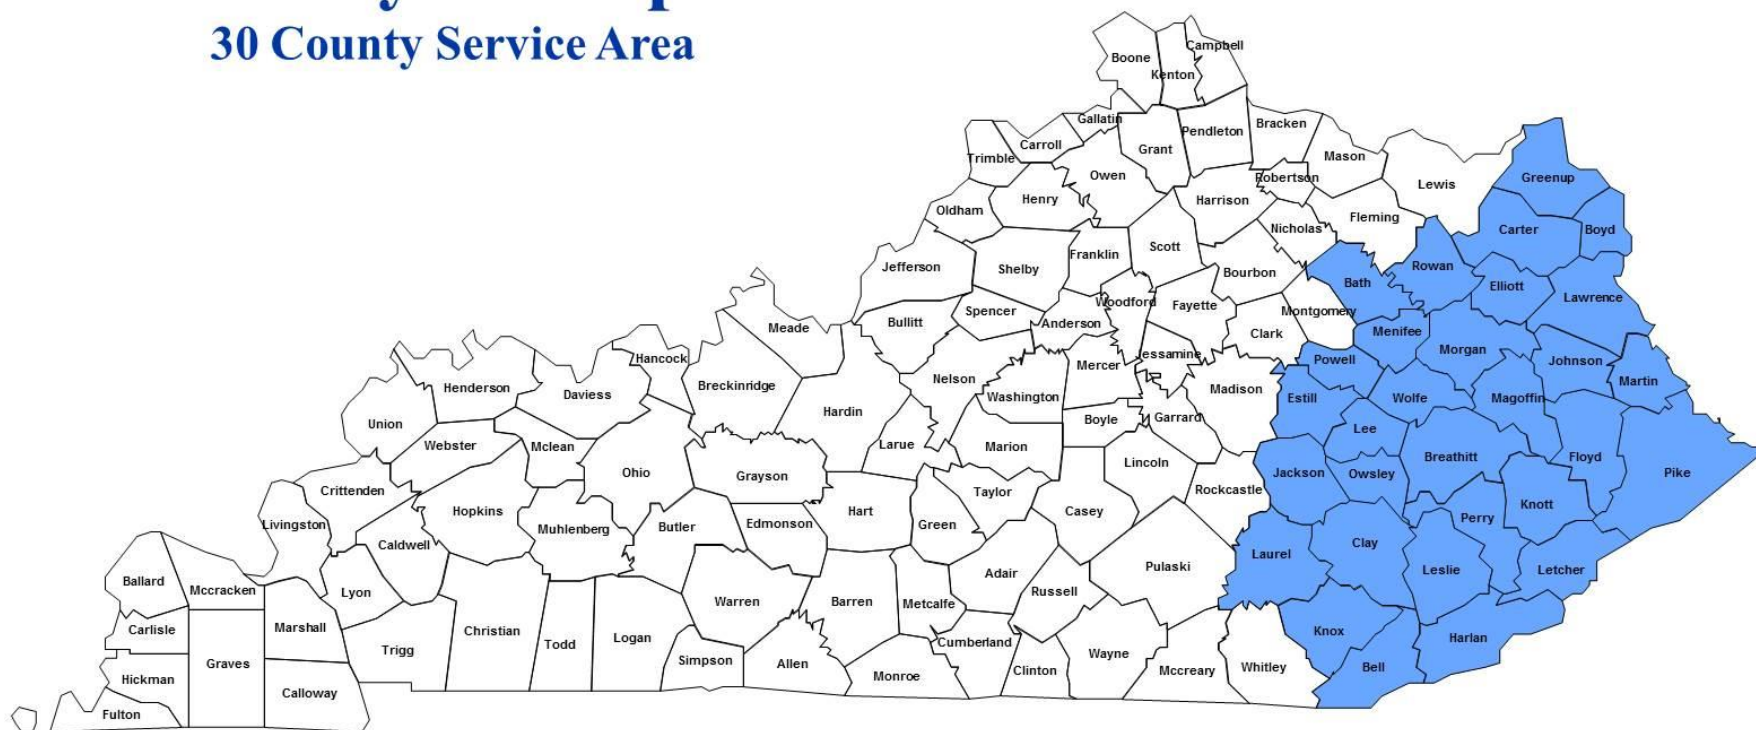 30 County Service Area
Campbell
Boone
Kenton
Gallatin
Bracken
Pendleton
Carroll
Grant
Trimble
Mason
Owen
Robertson
Lewis
Greenup
Henry
Harrison
Oldham
Fleming
Nicholas
Carter
Boyd
Scott
Franklin
Jefferson
Shelby
Bourbon
Rowan
Bath
Elliott
Lawrence
Woodford
Fayette
Montgomery
Spencer
Bullitt
Anderson
Meade
Clark
Menifee
Morgan
Jessamine
Hancock
Powell
Johnson
Mercer
Nelson
Martin
Breckinridge
Henderson
Madison
Daviess
Washington
Estill
Wolfe
Magoffin
Hardin
Boyle
Garrard
Union
Lee
Webster
Mclean
Larue
Marion
Breathitt
Floyd
Lincoln
Ohio
Grayson
Jackson
Owsley
Pike
Crittenden
Taylor
Rockcastle
Knott
Hopkins
Hart
Casey
Perry
Livingston
Muhlenberg
Butler
Edmonson
Green
Caldwell
Laurel
Clay
Pulaski
Leslie
Letcher
Adair
Ballard
Mccracken
Lyon
Russell
Warren
Barren
Metcalfe
Carlisle
Marshall
Christian
Knox
Logan
Todd
Cumberland
Harlan
Trigg
Wayne
Simpson
Graves
Allen
Whitley
Bell
Clinton
Mccreary
Monroe
Hickman
Calloway
Fulton